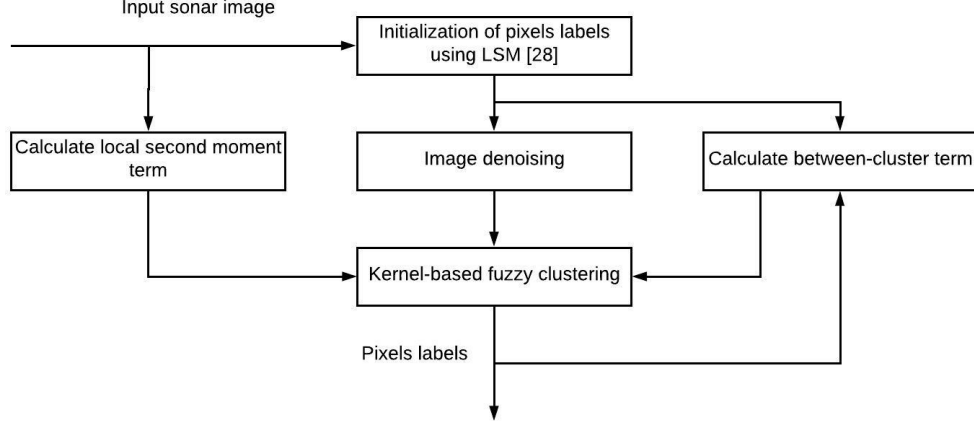 Input sonar image
Initialization of pixels labels
using LSM [28]
Calculate local second moment
term
Image denoising
Calculate between-cluster term
Kernel-based fuzzy clustering
Pixels labels